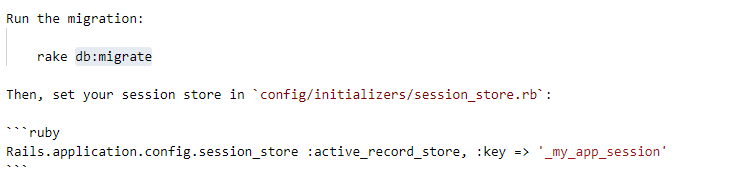 Run the migration:
rake db:migrate
Then, set your session store in `config/initializers/session_store.rb`:
```ruby
Rails.application.config.session_store :active_record_store, :key => '_my_app_session'
```